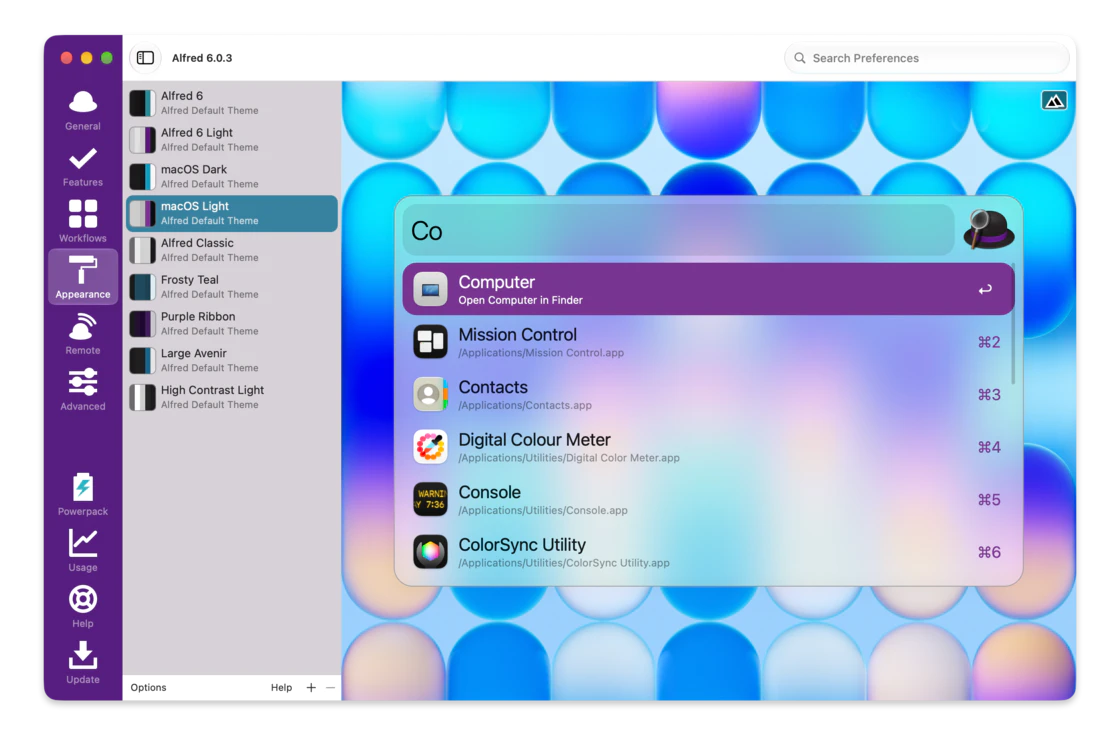 Alfred 6.0.3
Search Preferences
General
Features
Workflows
Appearance
Remote
Advanced
Powerpack
Usage
Help
Update
Alfred 6
Alfred Default Theme
Alfred 6 Light
Alfred Default Theme
macOS Dark
Alfred Default Theme
macOS Light
Alfred Default Theme
Alfred Classic
Alfred Default Theme
Frosty Teal
Alfred Default Theme
Purple Ribbon
Alfred Default Theme
Large Avenir
Alfred Default Theme
High Contrast Light
Alfred Default Theme
Options Help + −
Co
Computer
Open Computer in Finder
↩
Mission Control
/Applications/Mission Control.app
⌘2
Contacts
/Applications/Contacts.app
⌘3
Digital Colour Meter
/Applications/Utilities/Digital Color Meter.app
⌘4
WARNI
Y 7:36
Console
/Applications/Utilities/Console.app
⌘5
ColorSync Utility
/Applications/Utilities/ColorSync Utility.app
⌘6